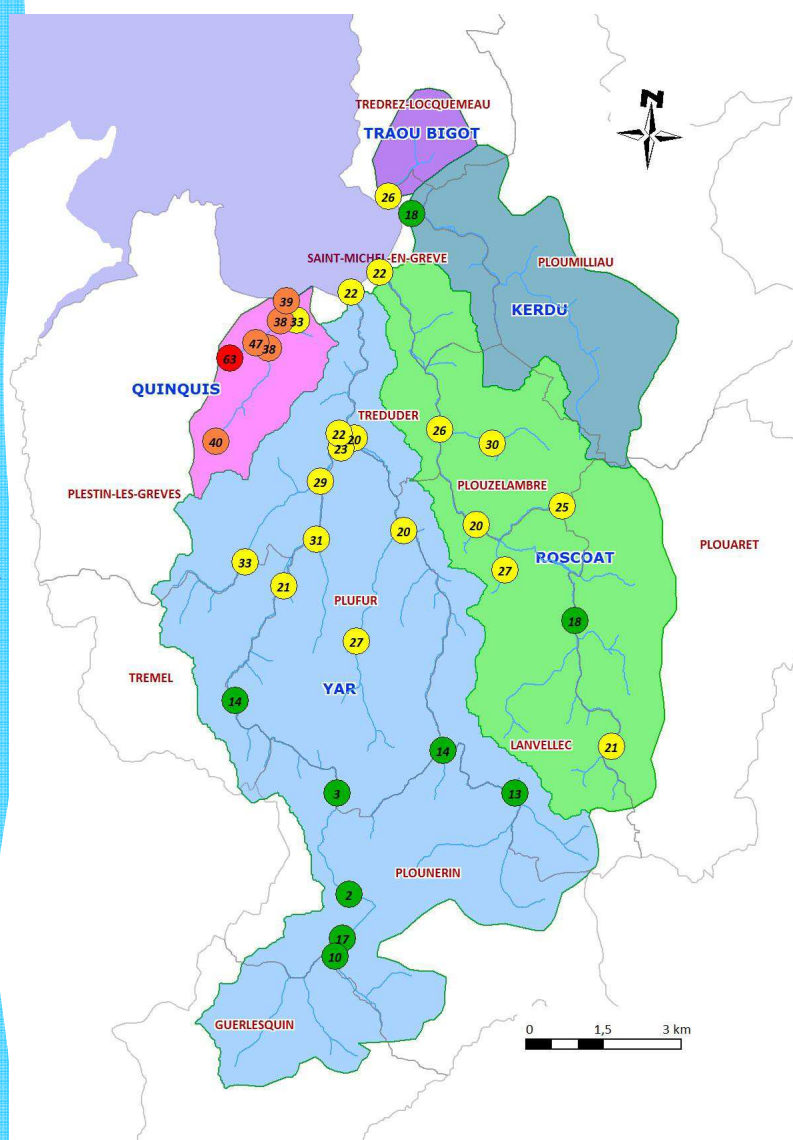 N
TREDREZ-LOCQUEMEAU
TRAOU BIGOT
26
18
SAINT-MICHEL-EN-GREVE
PLOUMILLIAU
22
22
39
38
33
KERDU
47
38
63
QUINQUIS
TREDUDER
40
22
20
23
26
30
PLESTIN-LES-GREVES
29
PLOUZELAMBRE
25
31
20
20
PLOUARET
33
ROSCOAT
27
21
PLUFUR
18
27
TREMEL
YAR
14
LANVELLEC
21
14
3
13
PLOUNERIN
2
17
10
GUERLESQUIN
0 1,5 3 km